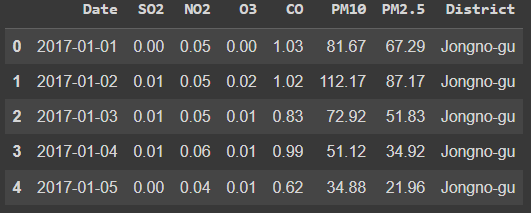 Date SO2 NO2 O3 CO PM10 PM2.5 District
0 2017-01-01 0.00 0.05 0.00 1.03 81.67 67.29 Jongno-gu
1 2017-01-02 0.01 0.05 0.02 1.02 112.17 87.17 Jongno-gu
2 2017-01-03 0.01 0.05 0.01 0.83 72.92 51.83 Jongno-gu
3 2017-01-04 0.01 0.06 0.01 0.99 51.12 34.92 Jongno-gu
4 2017-01-05 0.00 0.04 0.01 0.62 34.88 21.96 Jongno-gu